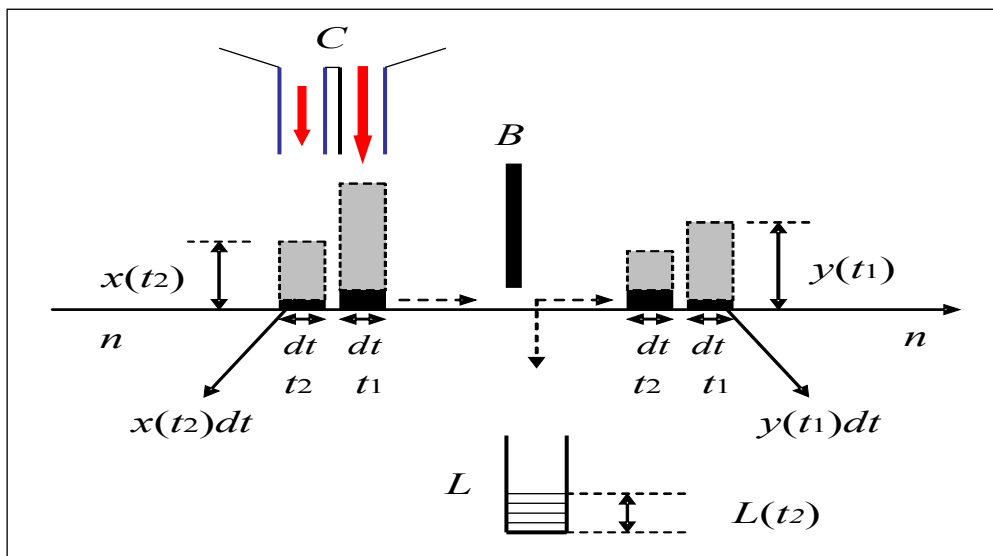 C
B
x(t2)
y(t1)
n
dt
dt
dt
dt
n
t2
t1
t2
t1
x(t2)dt
y(t1)dt
L
L(t2)